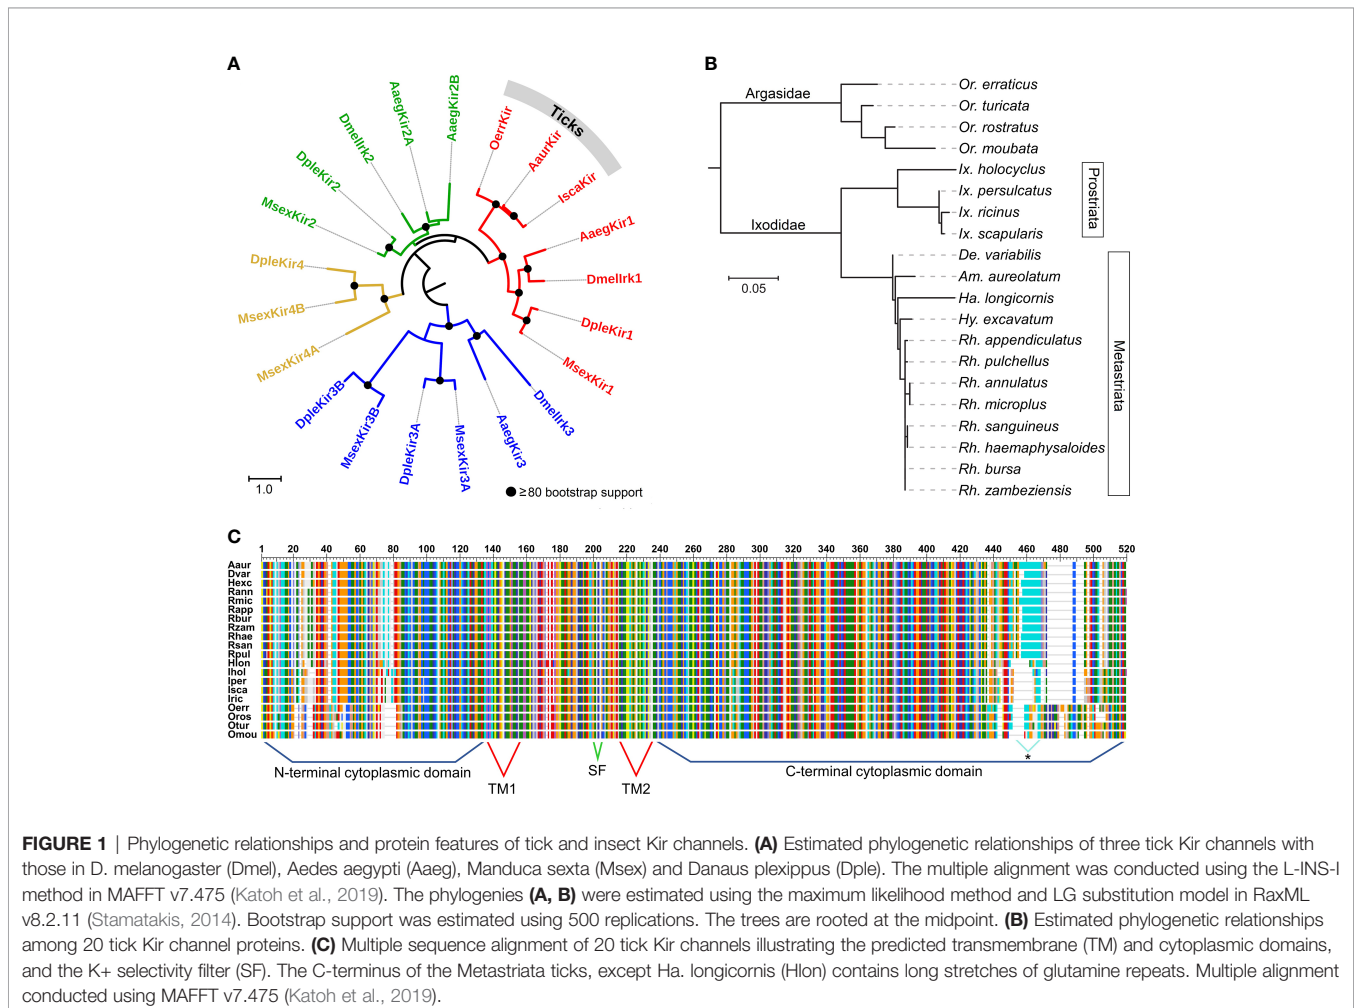 A
B
AaegKir2B
AaegKir2A
DmelIrk2
DpleKir2
MsexKir2
DpleKir4
MsexKir4B
MsexKir4A
DpleKir3B
MsexKir3B
DpleKir3A
MsexKir3A
AaegKir3
DmelIrk3
MsexKir1
DpleKir1
DmelIrk1
AaegKir1
IscaKir
AaurKir
OerrKir
Ticks
1.0
≥80 bootstrap support
Argasidae
Ixodidae
0.05
Or. erraticus
Or. turicata
Or. rostratus
Or. moubata
Ix. holocyclus
Ix. persulcatus
Ix. ricinus
Ix. scapularis
De. variabilis
Am. aureolatum
Ha. longicornis
Hy. excavatum
Rh. appendiculatus
Rh. pulchellus
Rh. annulatus
Rh. microplus
Rh. sanguineus
Rh. haemaphysaloides
Rh. bursa
Rh. zambeziensis
Prostriata
Metastriata
C
1 20 40 60 80 100 120 140 160 180 200 220 240 260 280 300 320 340 360 380 400 420 440 460 480 500 520
Aaur
Dvar
Hexc
Rann
Rmic
Rapp
Rbur
Rzam
Rhae
Rsan
Rpul
Hlon
Ihol
Iper
Isca
Iric
Oerr
Oros
Otur
Omou
N-terminal cytoplasmic domain
TM1
SF
TM2
C-terminal cytoplasmic domain
*
FIGURE 1 | Phylogenetic relationships and protein features of tick and insect Kir channels. (A) Estimated phylogenetic relationships of three tick Kir channels with
those in D. melanogaster (Dmel), Aedes aegypti (Aaeg), Manduca sexta (Msex) and Danaus plexippus (Dple). The multiple alignment was conducted using the L-INS-I
method in MAFFT v7.475 (Katoh et al., 2019). The phylogenies (A, B) were estimated using the maximum likelihood method and LG substitution model in RaxML
v8.2.11 (Stamatakis, 2014). Bootstrap support was estimated using 500 replications. The trees are rooted at the midpoint. (B) Estimated phylogenetic relationships
among 20 tick Kir channel proteins. (C) Multiple sequence alignment of 20 tick Kir channels illustrating the predicted transmembrane (TM) and cytoplasmic domains,
and the K+ selectivity filter (SF). The C-terminus of the Metastriata ticks, except Ha. longicornis (Hlon) contains long stretches of glutamine repeats. Multiple alignment
conducted using MAFFT v7.475 (Katoh et al., 2019).